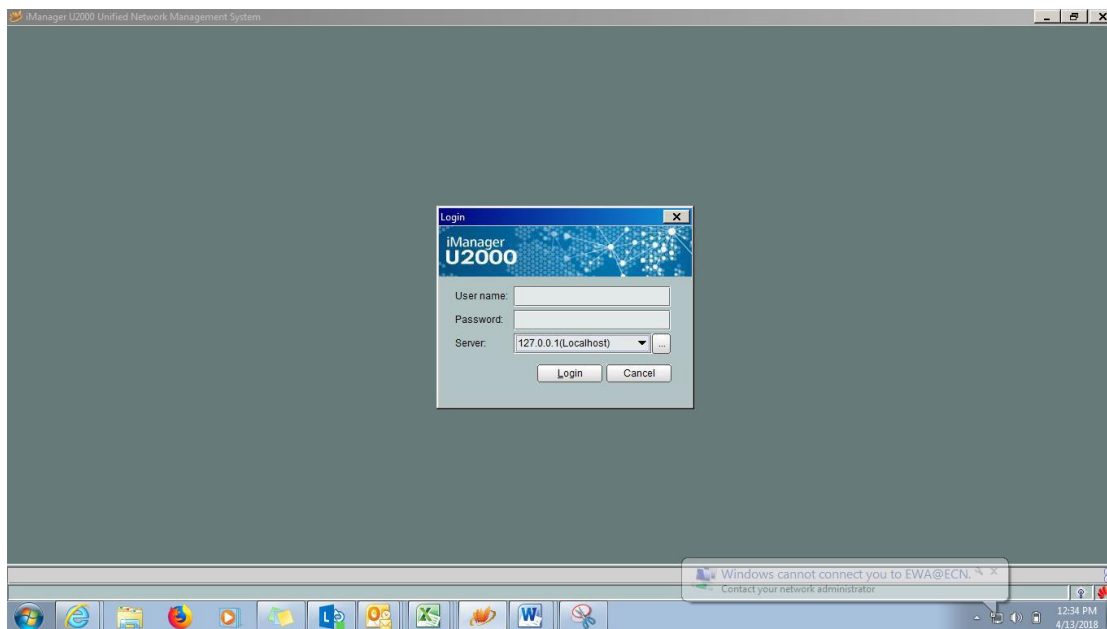 iManager U2000 Unified Network Management System
Login
iManager
U2000
User name:
Password:
Server: 127.0.0.1(Localhost) ...
Login Cancel
Windows cannot connect you to EWA@ECN.
Contact your network administrator
12:34 PM
4/13/2018